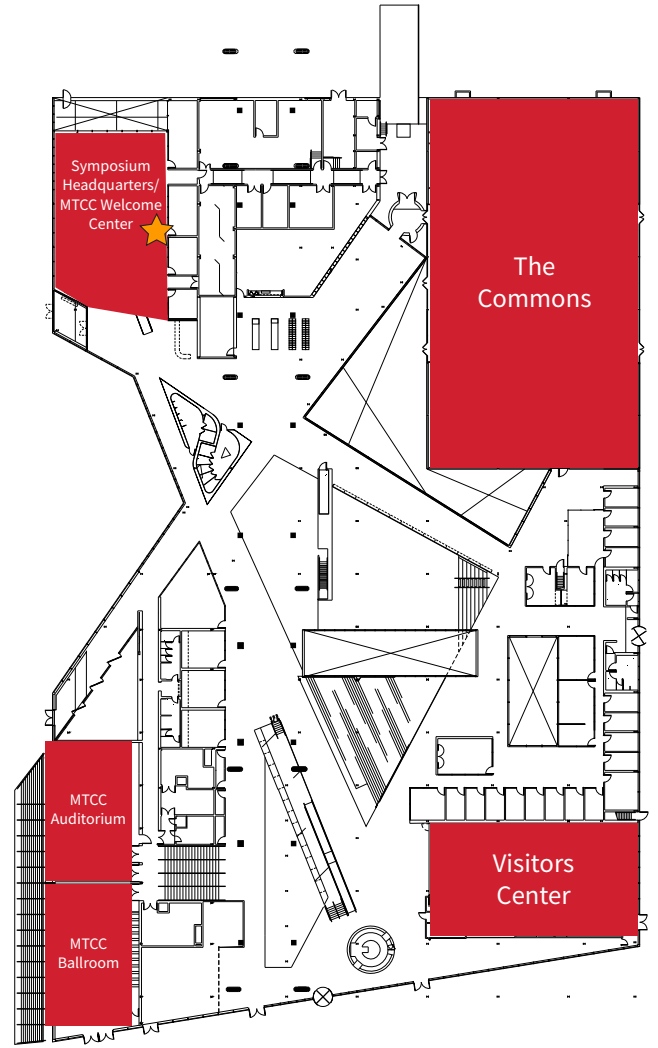 Symposium
Headquarters/
MTCC Welcome
Center
The
Commons
MTCC
Auditorium
Visitors
Center
MTCC
Ballroom